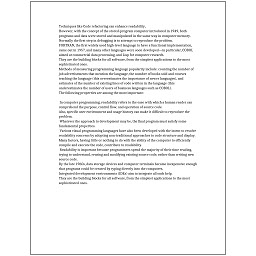 Techniques like Code refactoring can enhance readability.
However, with the concept of the stored-program computer introduced in 1949, both
programs and data were stored and manipulated in the same way in computer memory.
Normally the first step in debugging is to attempt to reproduce the problem.
FORTRAN, the first widely used high-level language to have a functional implementation,
came out in 1957, and many other languages were soon developed—in particular, COBOL
aimed at commercial data processing, and Lisp for computer research.
They are the building blocks for all software, from the simplest applications to the most
sophisticated ones.
Methods of measuring programming language popularity include: counting the number of
job advertisements that mention the language, the number of books sold and courses
teaching the language (this overestimates the importance of newer languages), and
estimates of the number of existing lines of code written in the language (this
underestimates the number of users of business languages such as COBOL).
The following properties are among the most important:

In computer programming, readability refers to the ease with which a human reader can
comprehend the purpose, control flow, and operation of source code.
Also, specific user environment and usage history can make it difficult to reproduce the
problem.
Whatever the approach to development may be, the final program must satisfy some
fundamental properties.
Various visual programming languages have also been developed with the intent to resolve
readability concerns by adopting non-traditional approaches to code structure and display.
Many factors, having little or nothing to do with the ability of the computer to efficiently
compile and execute the code, contribute to readability.
Readability is important because programmers spend the majority of their time reading,
trying to understand, reusing and modifying existing source code, rather than writing new
source code.
By the late 1960s, data storage devices and computer terminals became inexpensive enough
that programs could be created by typing directly into the computers.
Integrated development environments (IDEs) aim to integrate all such help.
They are the building blocks for all software, from the simplest applications to the most
sophisticated ones.